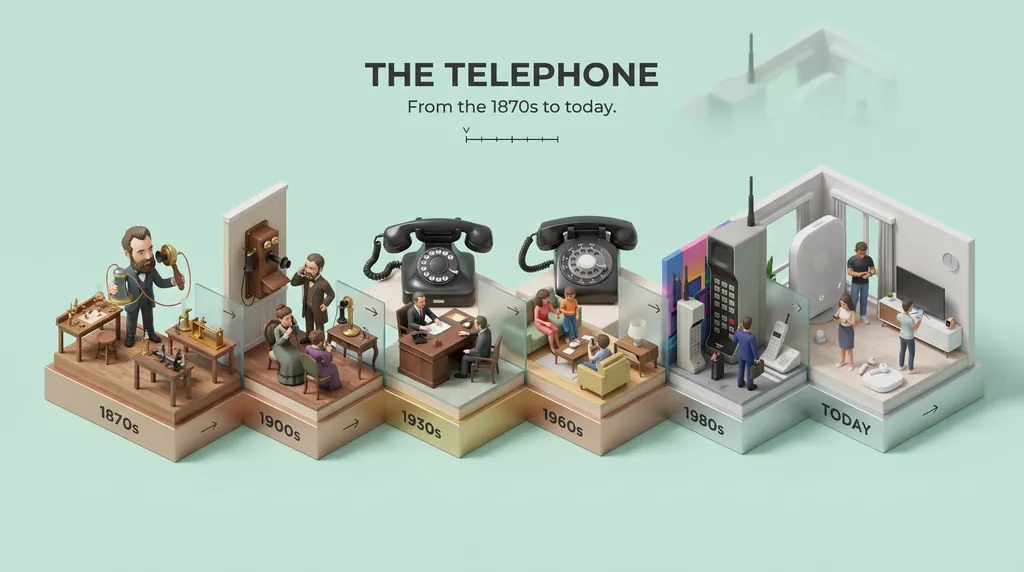 THE TELEPHONE
From the 1870s to today.
1870s
1900s
1930s
1960s
1980s
TODAY